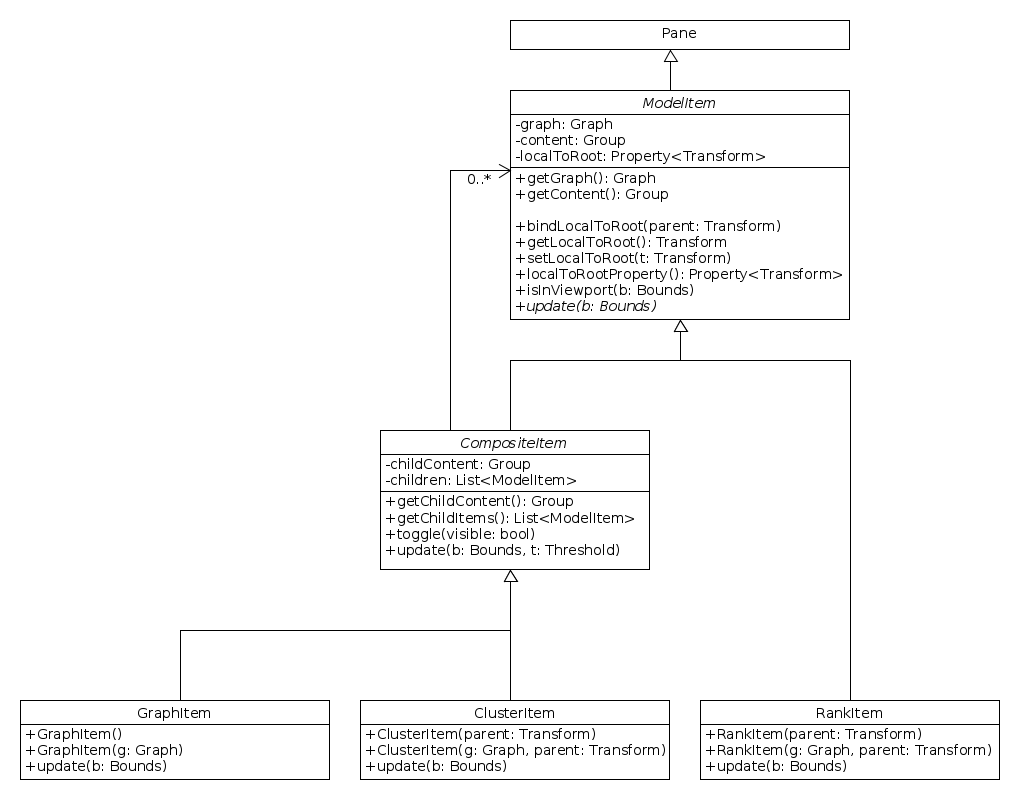 Pane
ModelItem
-graph: Graph
-content: Group
-localToRoot: Property<Transform>
0..*
+getGraph(): Graph
+getContent(): Group
+bindLocalToRoot(parent: Transform)
+getLocalToRoot(): Transform
+setLocalToRoot(t: Transform)
+localToRootProperty(): Property<Transform>
+isInViewport(b: Bounds)
+update(b: Bounds)
CompositeItem
-childContent: Group
-children: List<ModelItem>
+getChildContent(): Group
+getChildItems(): List<ModelItem>
+toggle(visible: bool)
+update(b: Bounds, t: Threshold)
GraphItem
+GraphItem()
+GraphItem(g: Graph)
+update(b: Bounds)
ClusterItem
+ClusterItem(parent: Transform)
+ClusterItem(g: Graph, parent: Transform)
+update(b: Bounds)
RankItem
+RankItem(parent: Transform)
+RankItem(g: Graph, parent: Transform)
+update(b: Bounds)